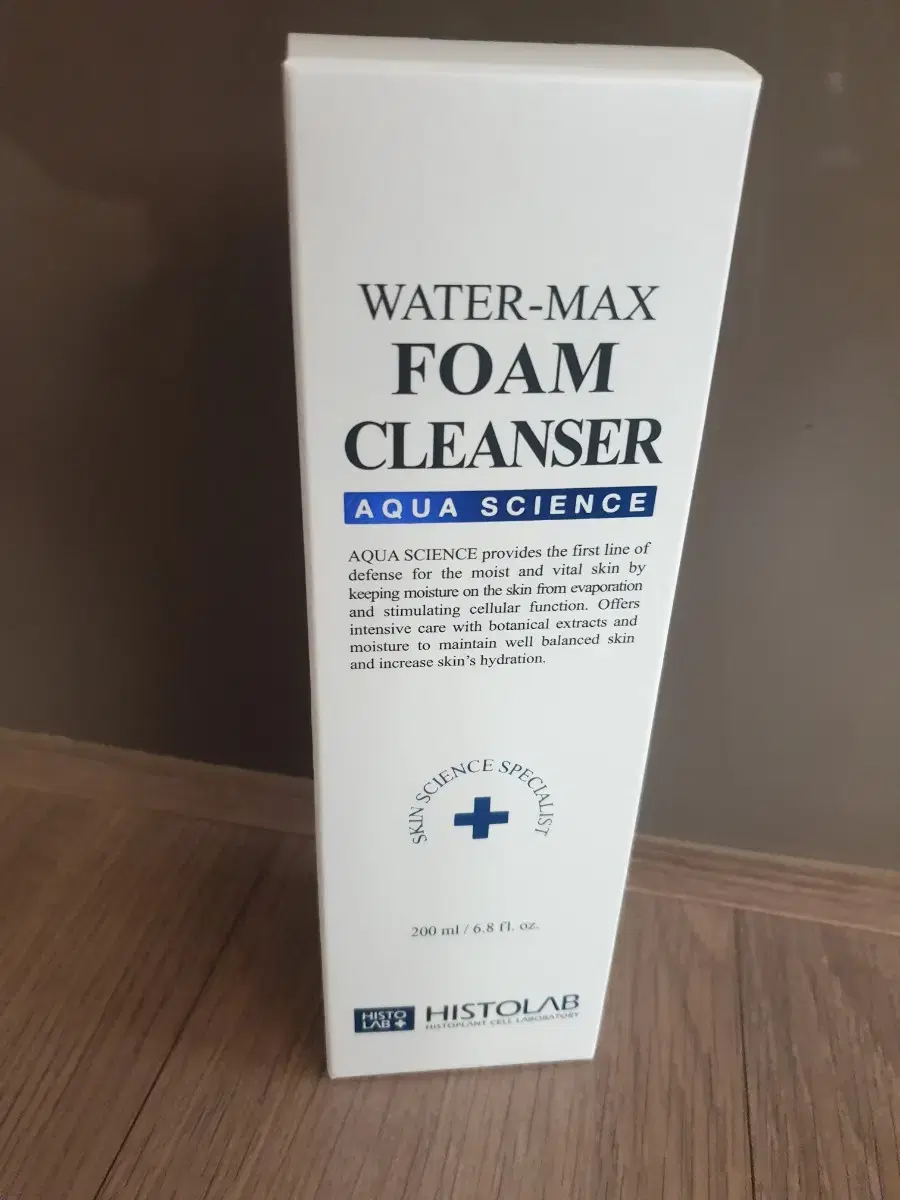 WATER-MAX
FOAM
CLEANSER
AQUA SCIENCE
AQUA SCIENCE provides the first line of
defense for the moist and vital skin by
keeping moisture on the skin from evaporation
and stimulating cellular function. Offers
intensive care with botanical extracts and
moisture to maintain well balanced skin
and increase skin's hydration.
SKIN SCIENCE SPECIALIST
200 ml / 6.8 fl. oz.
HISTO
LAB
HISTOLAB
HISTOPLANT CELL LABORATORY